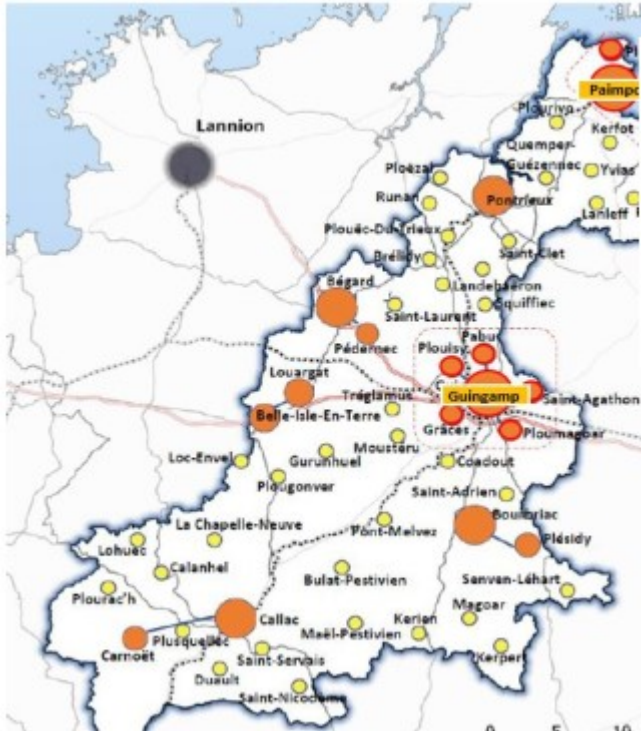 Paimpo
Plourivo
Kerfot
Lannion
Quemper-
Guézennec
Yvias
Ploëzal
Runan
Pontrieux
Lanleff
Plouëc-Du-Trieux
Saint-Clet
Brélidy
Landebaëron
Squiffiec
Bégard
Saint-Laurent
Pédernec
Pabu
Plouisy
Louargat
Tréglamus
Guingamp
Saint-Agathon
Belle-Isle-En-Terre
Grâces
Ploumagoar
Moustéru
Loc-Envel
Gurunhuel
Coadout
Plougonver
Saint-Adrien
Bourbriac
La Chapelle-Neuve
Pont-Melvez
Plésidy
Lohuec
Calanhel
Bulat-Pestivien
Senven-Léhart
Plourac'h
Magoar
Callac
Kerien
Maël-Pestivien
Plusquellec
Carnoët
Saint-Servais
Kerpert
Duault
Saint-Nicodème
0 5 10